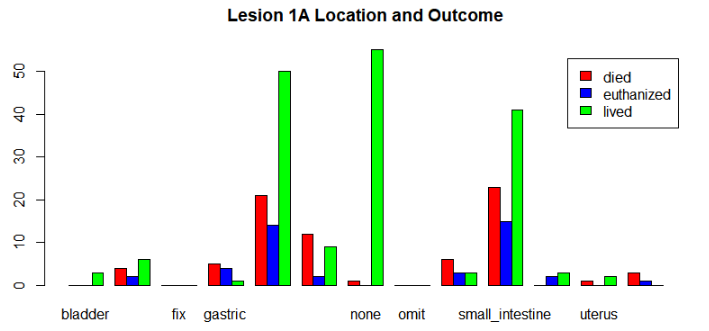 Lesion 1A Location and Outcome
died
euthanized
lived
50
40
30
20
10
0
bladder fix gastric none omit small_intestine uterus